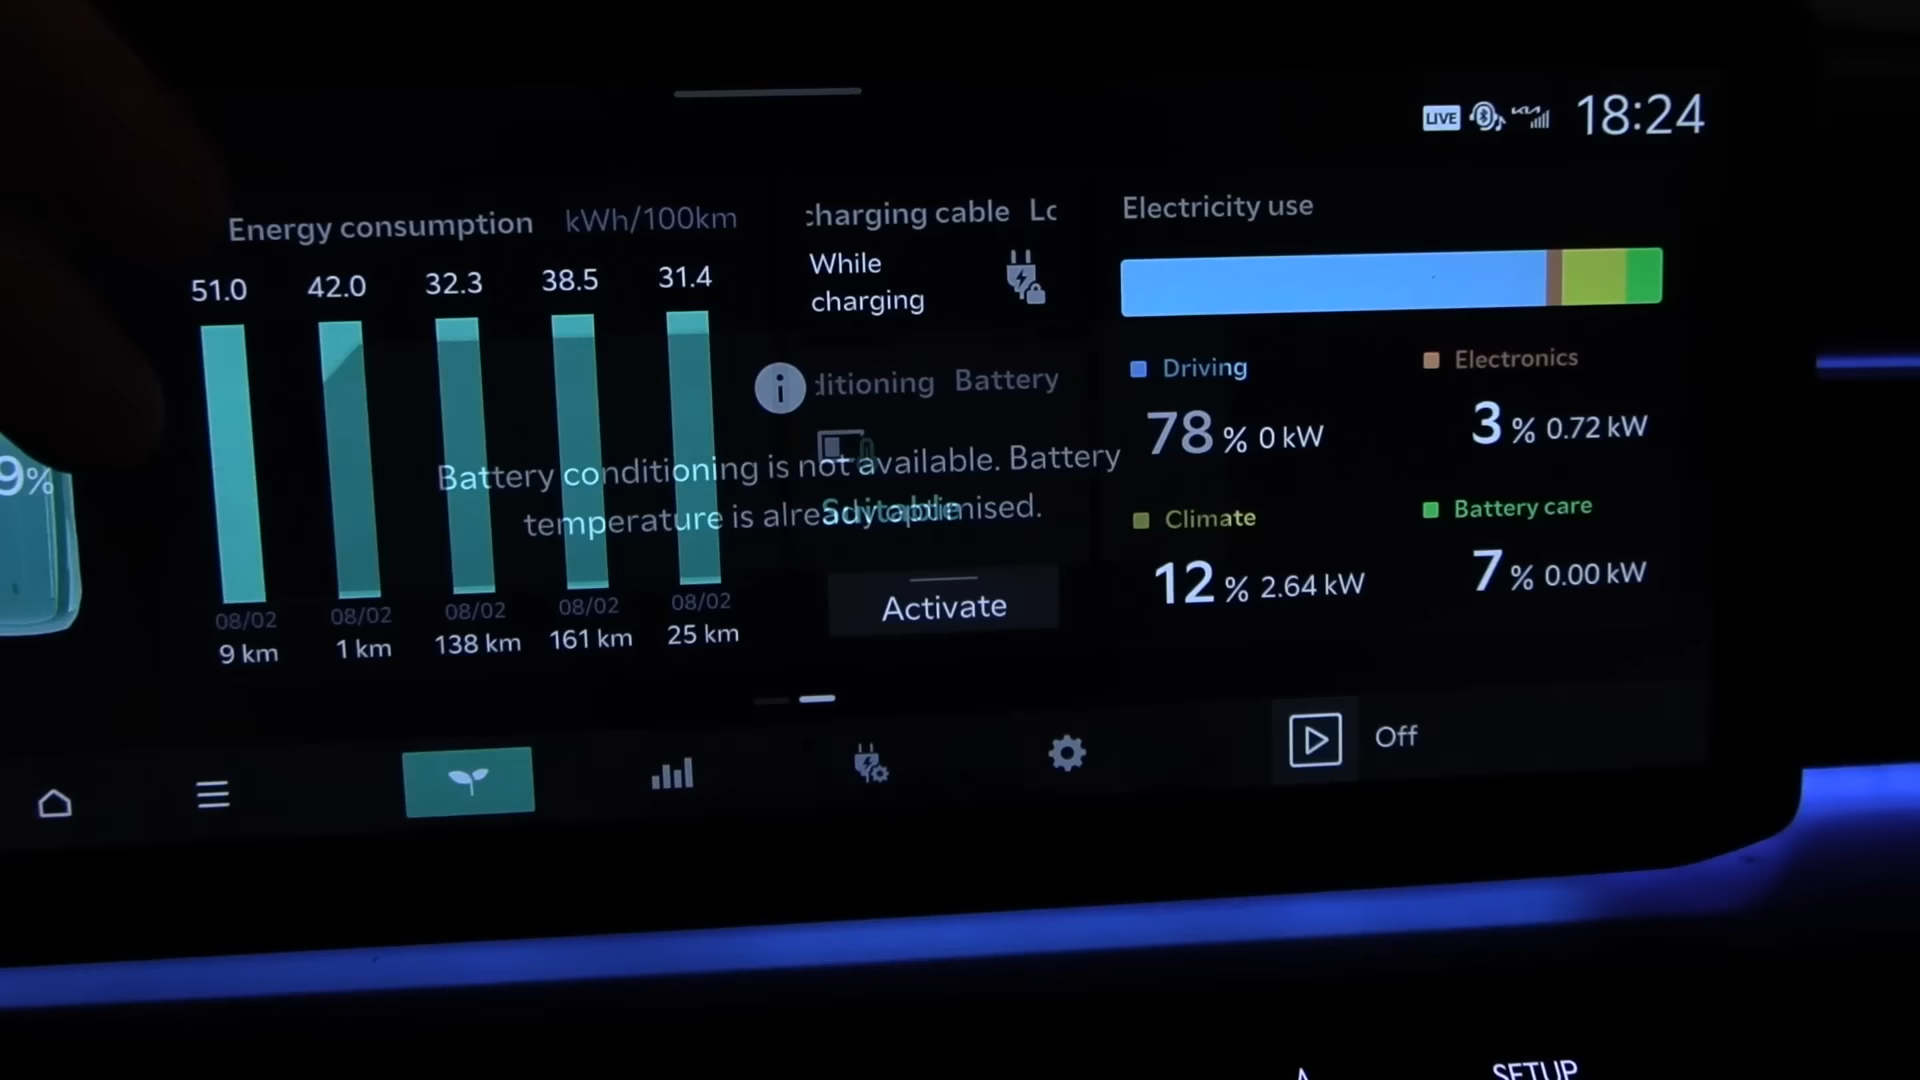 LIVE
KIA
18:24
Energy consumption kWh/100km
51.0 42.0 32.3 38.5 31.4
08/02 08/02 08/02 08/02 08/02
9 km 1 km 138 km 161 km 25 km
9%
charging cable Lo
While
charging
ditioning Battery
Battery conditioning is not available. Battery
temperature is already optimised.
Activate
Electricity use
Driving
78 % 0 kW
Electronics
3 % 0.72 kW
Climate
12 % 2.64 kW
Battery care
7 % 0.00 kW
Off
SETUP